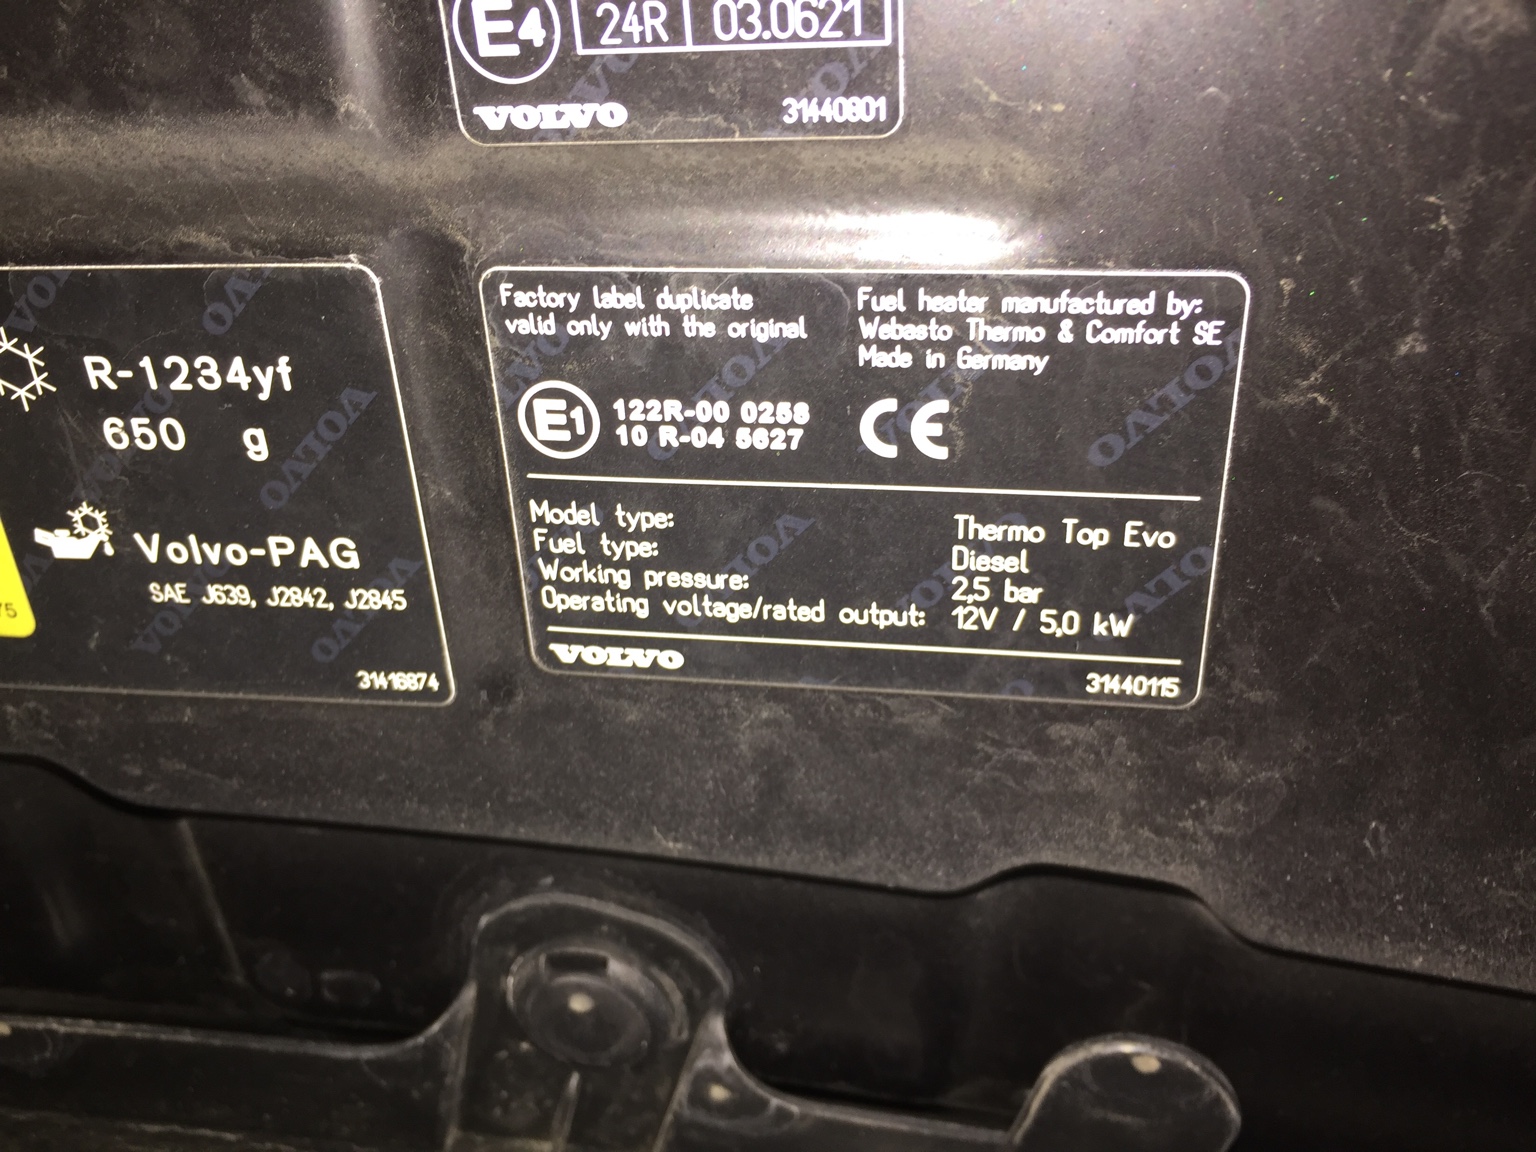 E4 24R 03.0621
VOLVO 31440801
R-1234yf
650 g
Volvo-PAG
SAE J639, J2842, J2845
31416874
75
Factory label duplicate
valid only with the original
Fuel heater manufactured by:
Webasto Thermo & Comfort SE
Made in Germany
E1 122R-00 0258
10 R-04 5627
CE
Model type: Thermo Top Evo
Fuel type: Diesel
Working pressure: 2,5 bar
Operating voltage/rated output: 12V / 5,0 kW
VOLVO 31440115